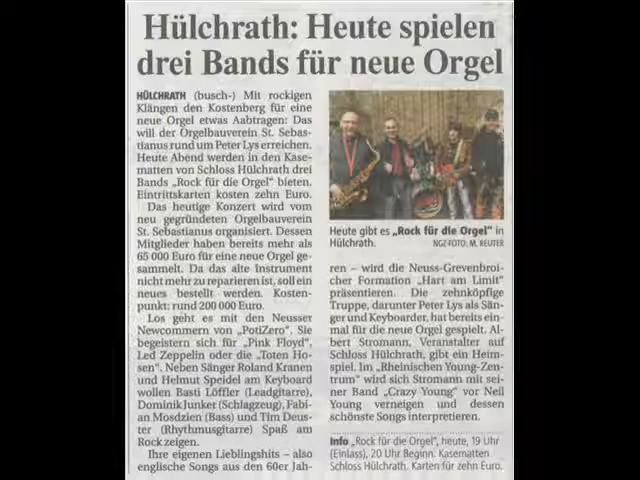 Hülchrath: Heute spielen
drei Bands für neue Orgel
HÜLCHRATH (busch-) Mit rockigen
Klängen den Kostenberg für eine
neue Orgel etwas Aabtragen: Das
will der Orgelbauverein St. Sebas-
tianus rund um Peter Lys erreichen.
Heute Abend werden in den Kase-
matten von Schloss Hülchrath drei
Bands „Rock für die Orgel" bieten.
Eintrittskarten kosten zehn Euro.
Das heutige Konzert wird vom
neu gegründeten Orgelbauverein
St. Sebastianus organisiert. Dessen
Mitglieder haben bereits mehr als
65 000 Euro für eine neue Orgel ge-
sammelt. Da das alte Instrument
nicht mehr zu reparieren ist, soll ein
neues bestellt werden. Kosten-
punkt: rund 200 000 Euro.
Los geht es mit den Neusser
Newcommern von „PotiZero". Sie
begeistern sich für „Pink Floyd",
Led Zeppelin oder die „Toten Ho-
sen". Neben Sänger Roland Kranen
und Helmut Speidel am Keyboard
wollen Basti Löffler (Leadgitarre),
Dominik Junker (Schlagzeug), Fabi-
an Mosdzien (Bass) und Tim Deus-
ter (Rhythmusgitarre) Spaß am
Rock zeigen.
Ihre eigenen Lieblingshits – also
englische Songs aus den 60er Jah-
Heute gibt es „Rock für die Orgel" in
Hülchrath. NGZ-FOTO: M. REUTER
ren – wird die Neuss-Grevenbroi-
cher Formation „Hart am Limit"
präsentieren. Die zehnköpfige
Truppe, darunter Peter Lys als Sän-
ger und Keyboarder, hat bereits ein-
mal für die neue Orgel gespielt. Al-
bert Stromann, Veranstalter auf
Schloss Hülchrath, gibt ein Heim-
spiel. Im „Rheinischen Young-Zen-
trum" wird sich Stromann mit sei-
ner Band „Crazy Young" vor Neil
Young verneigen und dessen
schönste Songs interpretieren.
Info „Rock für die Orgel", heute, 19 Uhr
(Einlass), 20 Uhr Beginn. Kasematten
Schloss Hülchrath. Karten für zehn Euro.